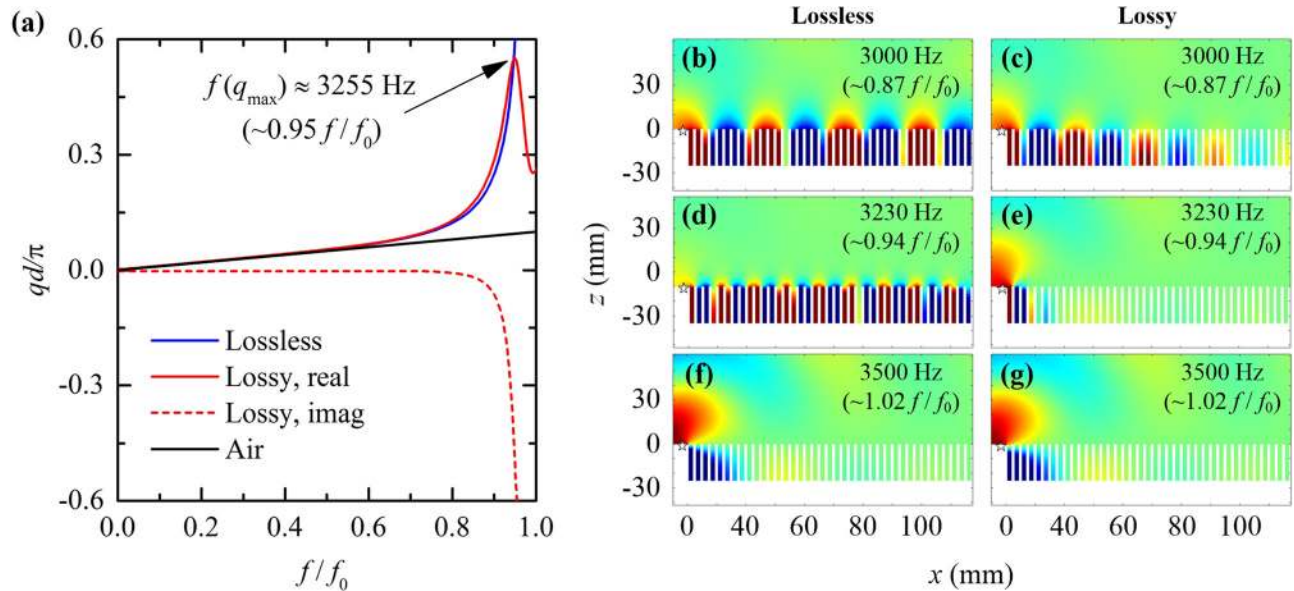 (a)
0.6
0.3
0.0
-0.3
-0.6
qd/π
f(q_max) ≈ 3255 Hz
(~0.95 f/f₀)
Lossless
Lossy, real
Lossy, imag
Air
0.0 0.2 0.4 0.6 0.8 1.0
f/f₀
Lossless Lossy
(b) 3000 Hz
(~0.87 f/f₀)
(c) 3000 Hz
(~0.87 f/f₀)
0
-30
(d) 3230 Hz
(~0.94 f/f₀)
(e) 3230 Hz
(~0.94 f/f₀)
z (mm)
0
-30
(f) 3500 Hz
(~1.02 f/f₀)
(g) 3500 Hz
(~1.02 f/f₀)
0
-30
0 20 40 60 80 100
0 20 40 60 80 100
x (mm)